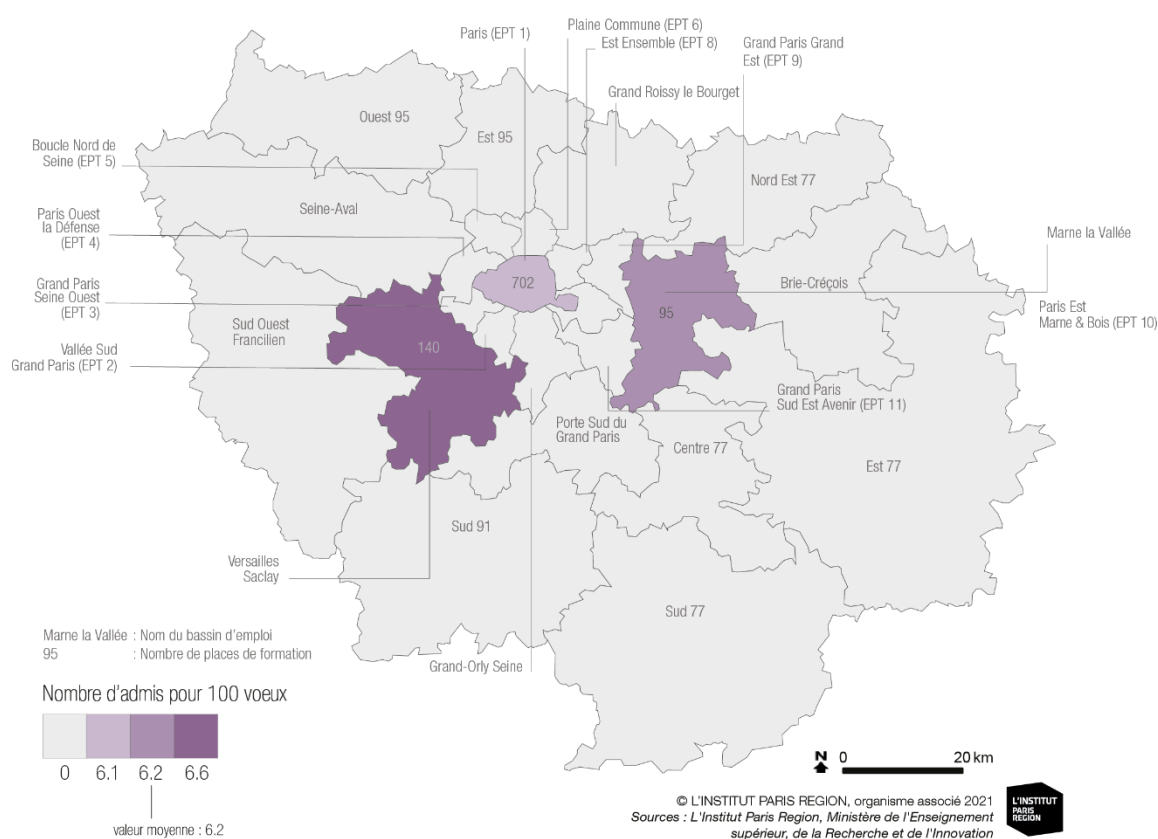 Paris (EPT 1)
Plaine Commune (EPT 6)
Est Ensemble (EPT 8)
Grand Paris Grand
Est (EPT 9)
Grand Roissy le Bourget
Ouest 95
Est 95
Boucle Nord de
Seine (EPT 5)
Nord Est 77
Seine-Aval
Paris Ouest
la Défense
(EPT 4)
Marne la Vallée
702
Brie-Créçois
Grand Paris
Seine Ouest
(EPT 3)
95
Paris Est
Marne & Bois (EPT 10)
Sud Ouest
Francilien
140
Vallée Sud
Grand Paris (EPT 2)
Grand Paris
Sud Est Avenir (EPT 11)
Porte Sud du
Grand Paris
Centre 77
Est 77
Sud 91
Versailles
Saclay
Sud 77
Marne la Vallée : Nom du bassin d'emploi
95 : Nombre de places de formation
Grand-Orly Seine
Nombre d'admis pour 100 voeux
0 6.1 6.2 6.6
valeur moyenne : 6.2
N 0 20 km
© L'INSTITUT PARIS REGION, organisme associé 2021
Sources : L'Institut Paris Region, Ministère de l'Enseignement
supérieur, de la Recherche et de l'Innovation
L'INSTITUT
PARIS
REGION